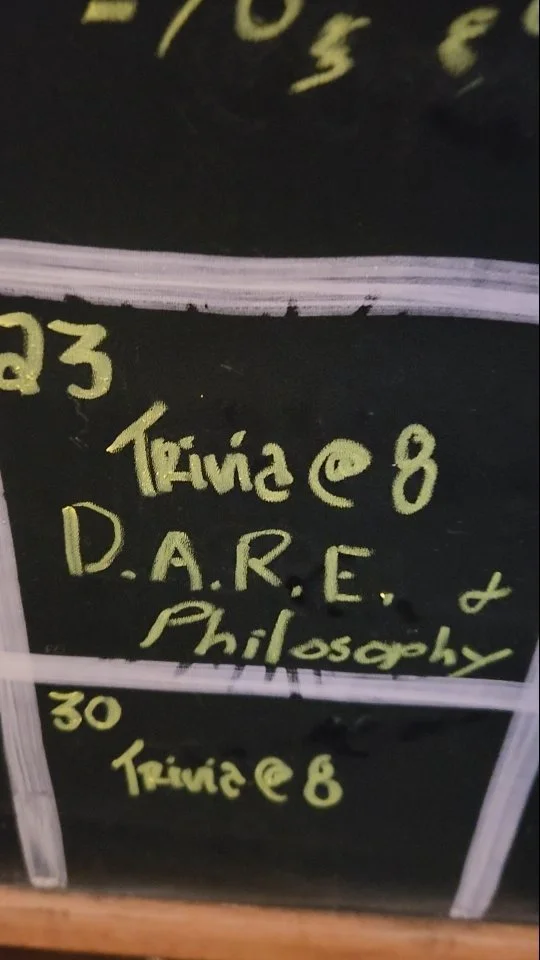 23
Trivia @ 8
D.A.R.E. &
Philosophy
30
Trivia @ 8